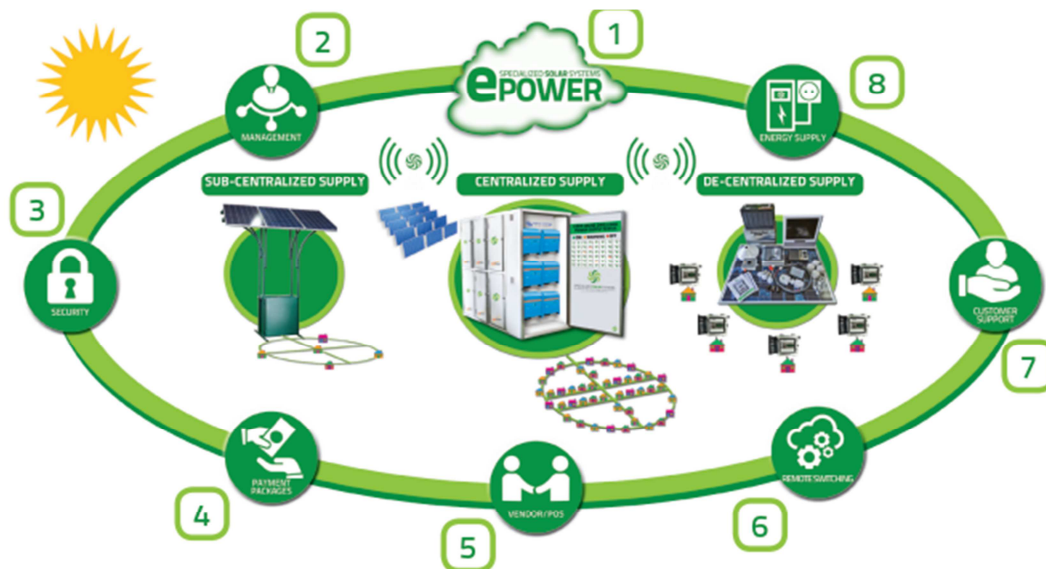 2
1
SPECIALIZED SOLAR SYSTEMS
ePOWER
8
MANAGEMENT
ENERGY SUPPLY
SUB-CENTRALIZED SUPPLY
CENTRALIZED SUPPLY
DE-CENTRALIZED SUPPLY
3
SECURITY
CUSTOMER
SUPPORT
7
PAYMENT
PACKAGES
REMOTE SWITCHING
4
VENDOR/POS
6
5